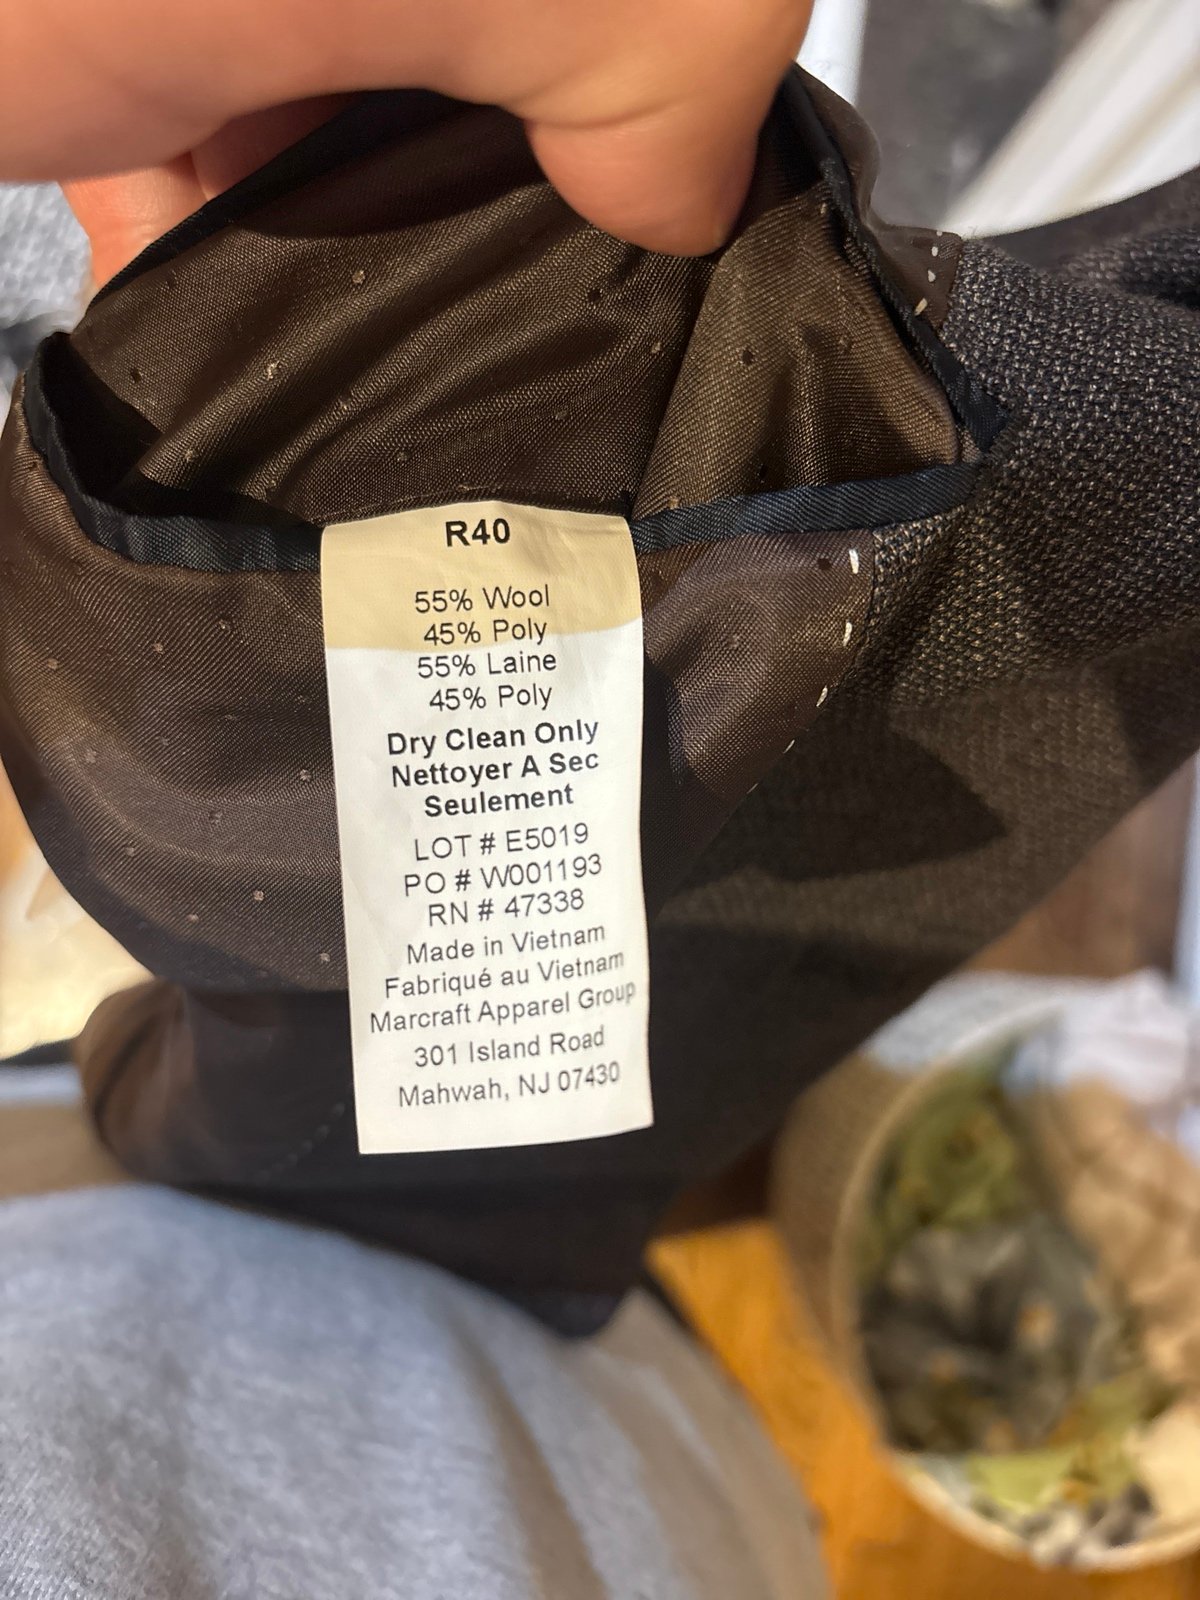 R40
55% Wool
45% Poly
55% Laine
45% Poly
Dry Clean Only
Nettoyer A Sec
Seulement
LOT # E5019
PO # W001193
RN # 47338
Made in Vietnam
Fabriqué au Vietnam
Marcraft Apparel Group
301 Island Road
Mahwah, NJ 07430